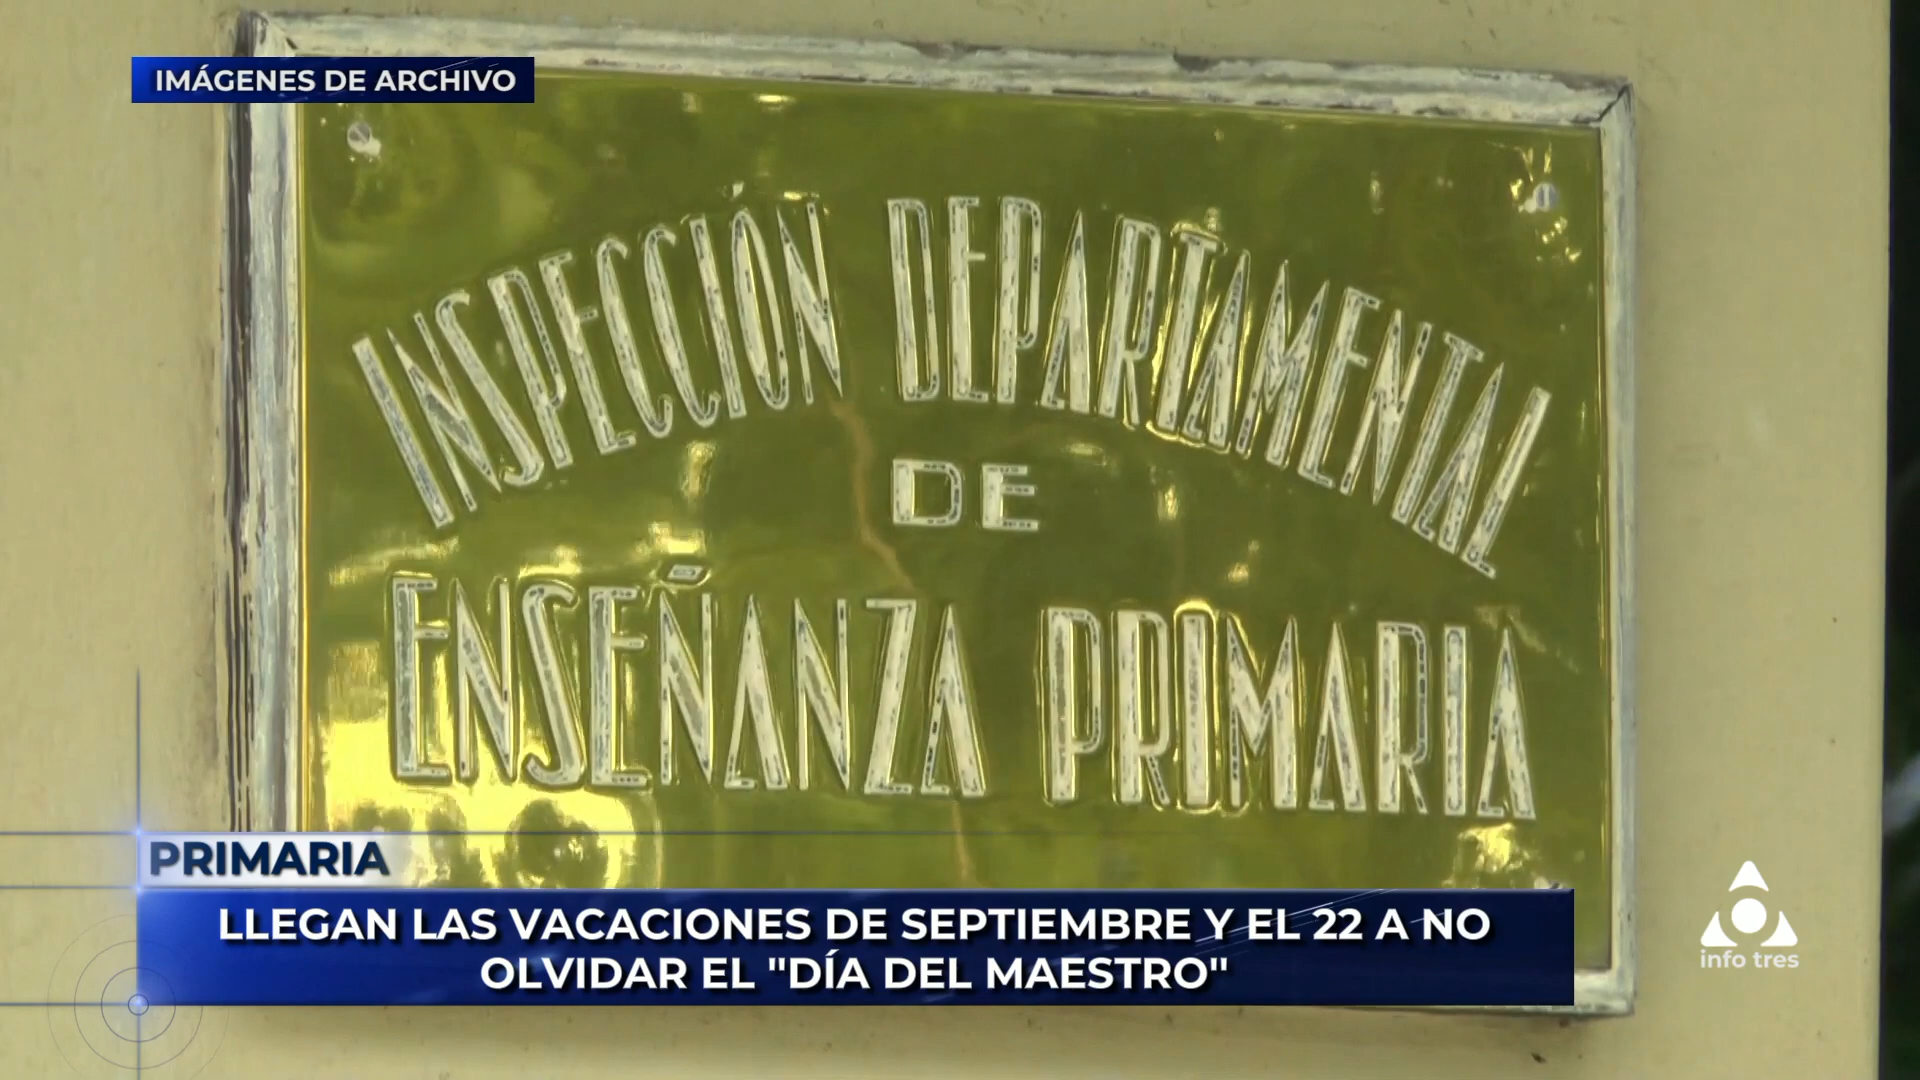 IMÁGENES DE ARCHIVO
INSPECCIÓN DEPARTAMENTAL
DE
ENSEÑANZA PRIMARIA
PRIMARIA
LLEGAN LAS VACACIONES DE SEPTIEMBRE Y EL 22 A NO
OLVIDAR EL "DÍA DEL MAESTRO"
info tres